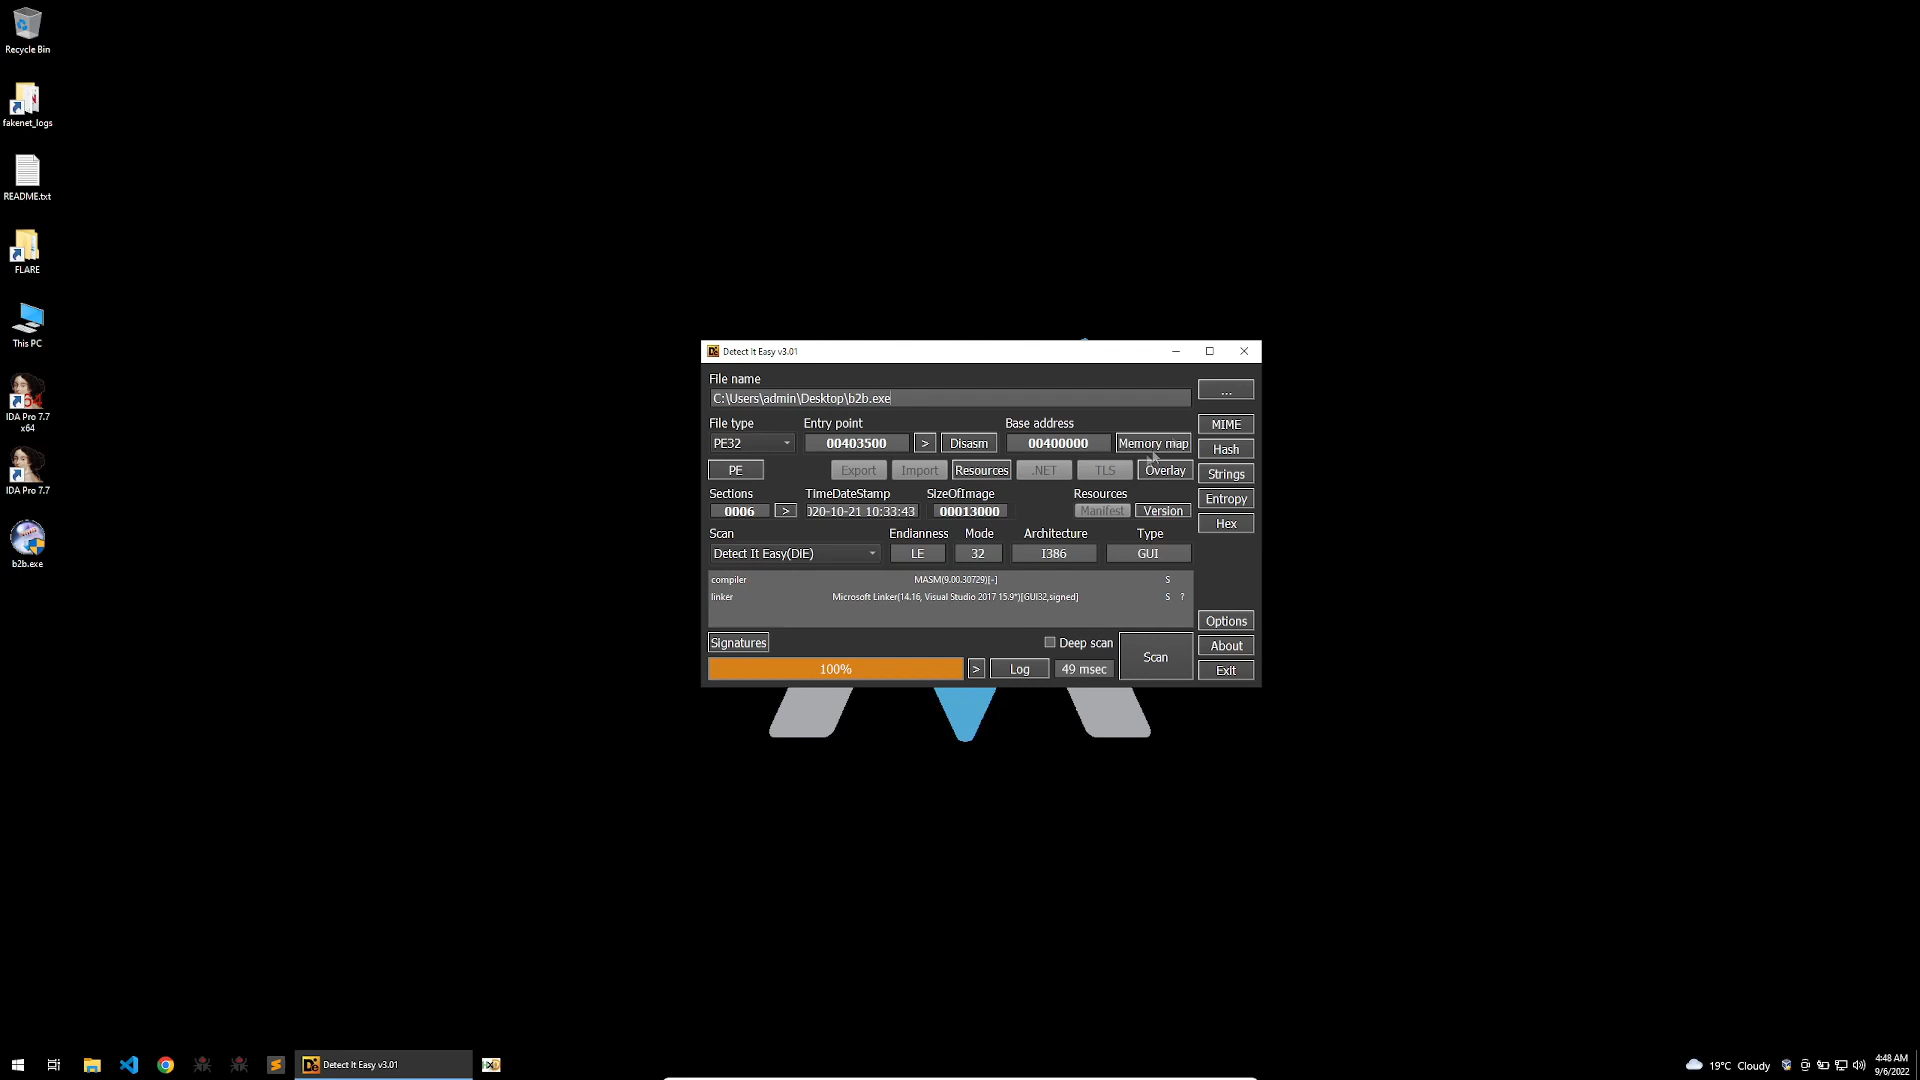 Recycle Bin
fakenet_logs
README.txt
FLARE
This PC
64
IDA Pro 7.7
x64
IDA Pro 7.7
b2b.exe
Detect It Easy v3.01
File name
C:\Users\admin\Desktop\b2b.exe
...
File type
Entry point
Base address
MIME
PE32
00403500
>
Disasm
00400000
Memory map
Hash
PE
Export
Import
Resources
.NET
TLS
Overlay
Strings
Sections
TimeDateStamp
SizeOfImage
Resources
Entropy
0006
>
020-10-21 10:33:43
00013000
Manifest
Version
Hex
Scan
Endianness
Mode
Architecture
Type
Detect It Easy(DiE)
LE
32
I386
GUI
compiler
MASM(9.00.30729)[-]
S
linker
Microsoft Linker(14.16, Visual Studio 2017 15.9*)[GUI32,signed]
S ?
Options
Signatures
Deep scan
Scan
About
100%
>
Log
49 msec
Exit
Detect It Easy v3.01
19°C Cloudy
4:48 AM
9/6/2022